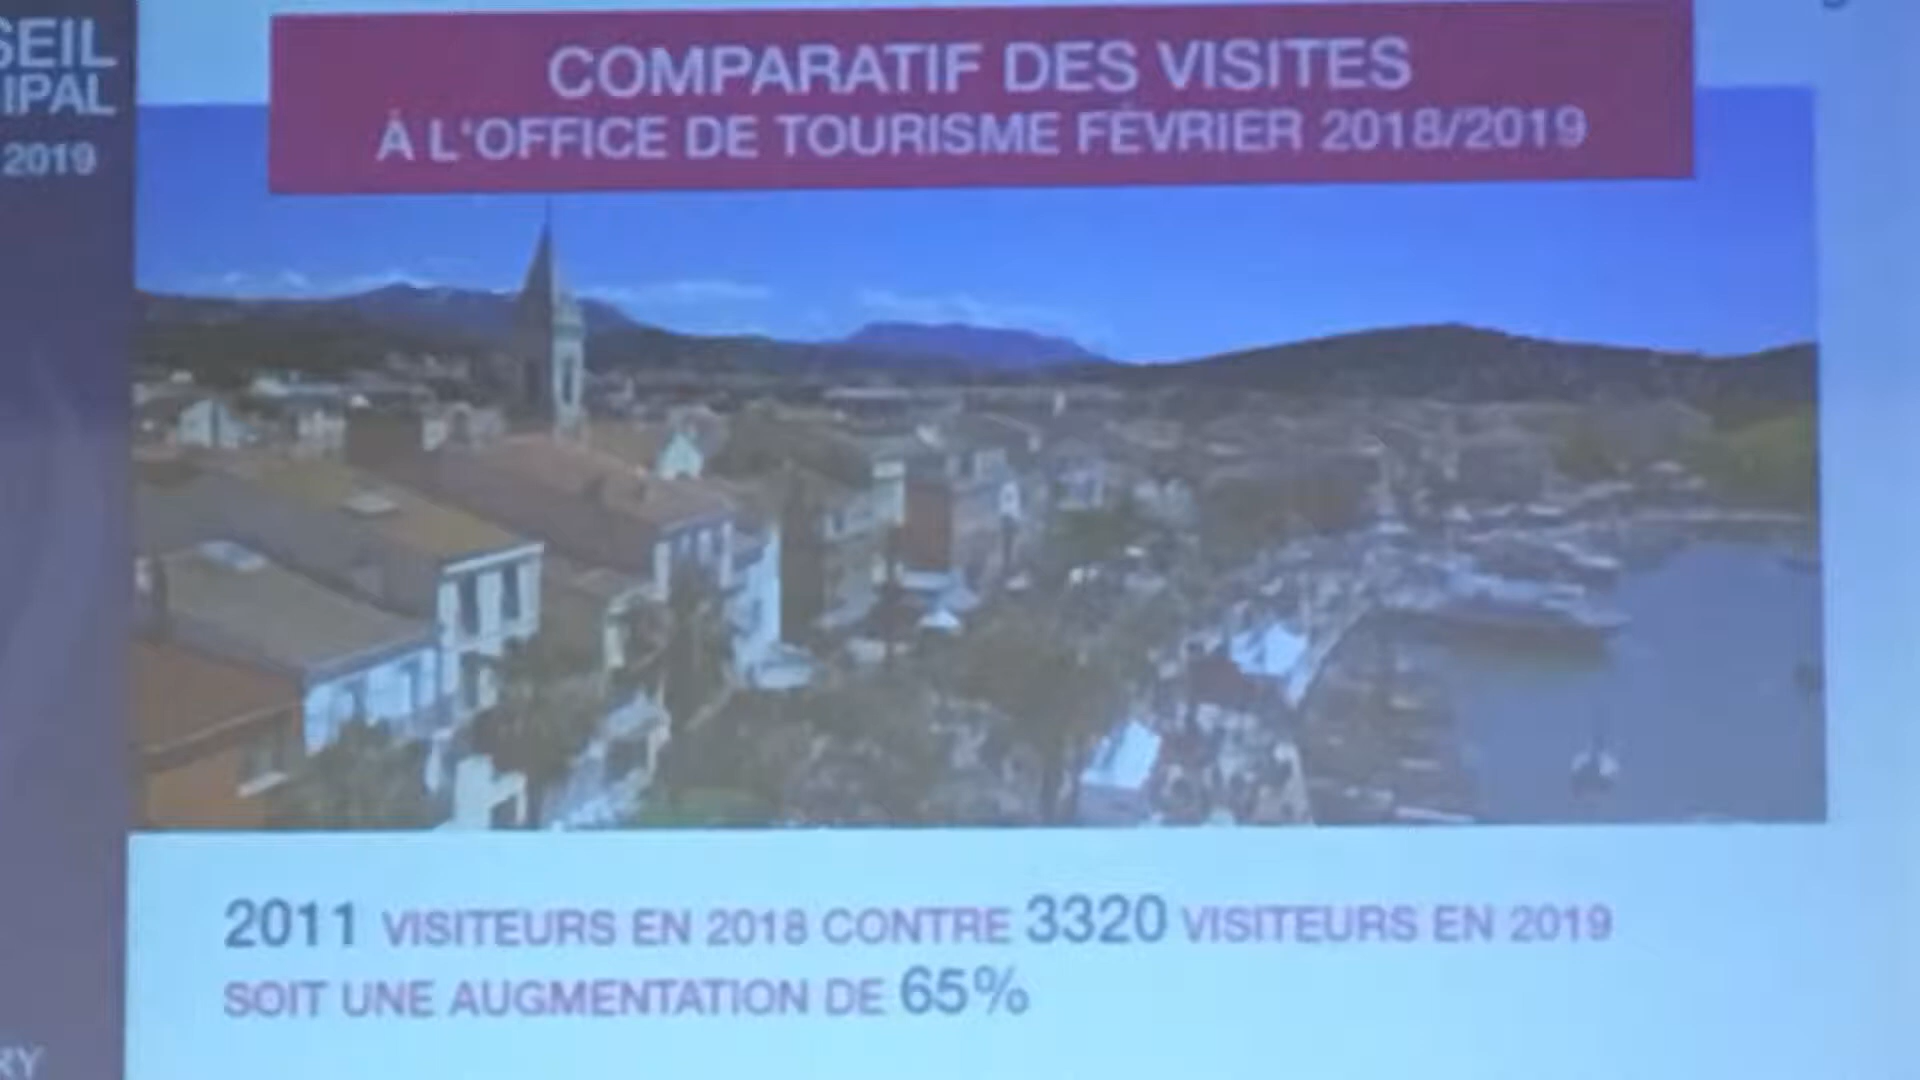 SEIL
IPAL
2019
COMPARATIF DES VISITES
À L'OFFICE DE TOURISME FÉVRIER 2018/2019
2011 VISITEURS EN 2018 CONTRE 3320 VISITEURS EN 2019
SOIT UNE AUGMENTATION DE 65%
RY